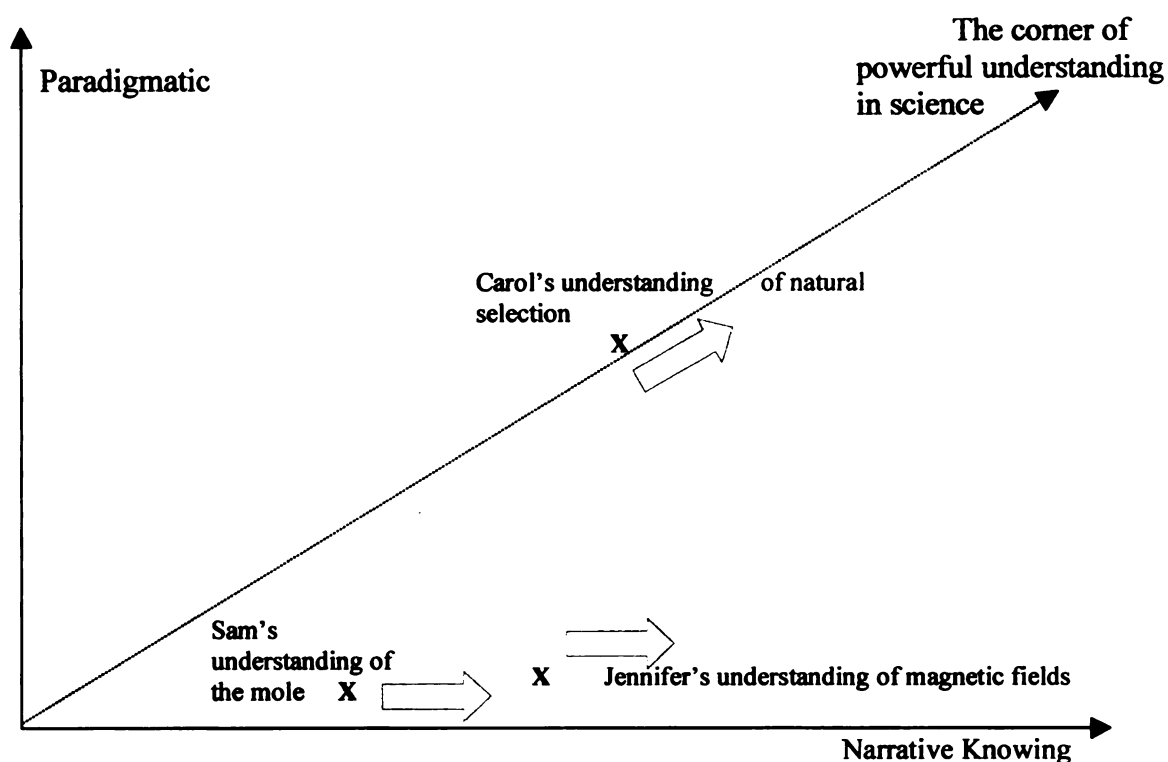 The corner of
powerful understanding
in science
Paradigmatic
Carol's understanding of natural
selection
X
Sam's
understanding of
the mole X
X Jennifer's understanding of magnetic fields
Narrative Knowing